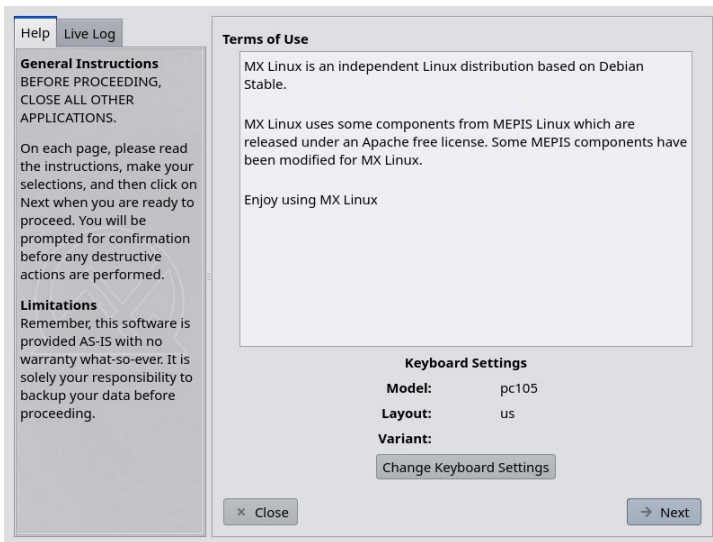 Help
Live Log
General Instructions
BEFORE PROCEEDING,
CLOSE ALL OTHER
APPLICATIONS.
On each page, please read
the instructions, make your
selections, and then click on
Next when you are ready to
proceed. You will be
prompted for confirmation
before any destructive
actions are performed.
Limitations
Remember, this software is
provided AS-IS with no
warranty what-so-ever. It is
solely your responsibility to
backup your data before
proceeding.
Terms of Use
MX Linux is an independent Linux distribution based on Debian
Stable.
MX Linux uses some components from MEPIS Linux which are
released under an Apache free license. Some MEPIS components have
been modified for MX Linux.
Enjoy using MX Linux
Keyboard Settings
Model: pc105
Layout: us
Variant:
Change Keyboard Settings
Close
Next